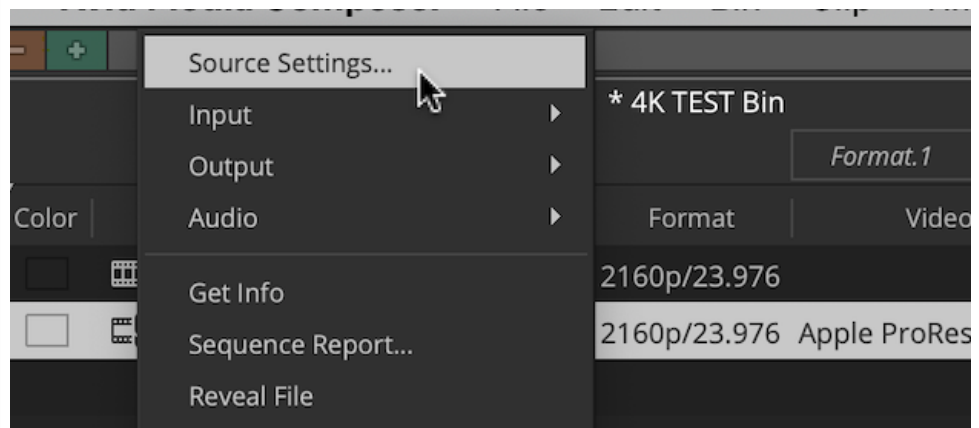 Source Settings...
Input
Output
Audio
Get Info
Sequence Report...
Reveal File
* 4K TEST Bin
Format.1
Color
Format
Video
2160p/23.976
2160p/23.976 Apple ProRes